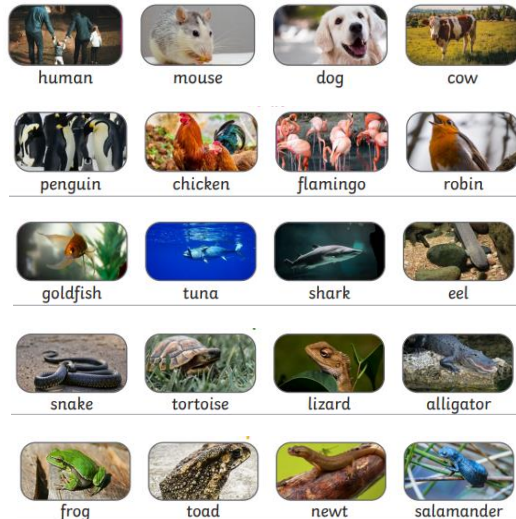 human mouse dog cow
penguin chicken flamingo robin
goldfish tuna shark eel
snake tortoise lizard alligator
frog toad newt salamander